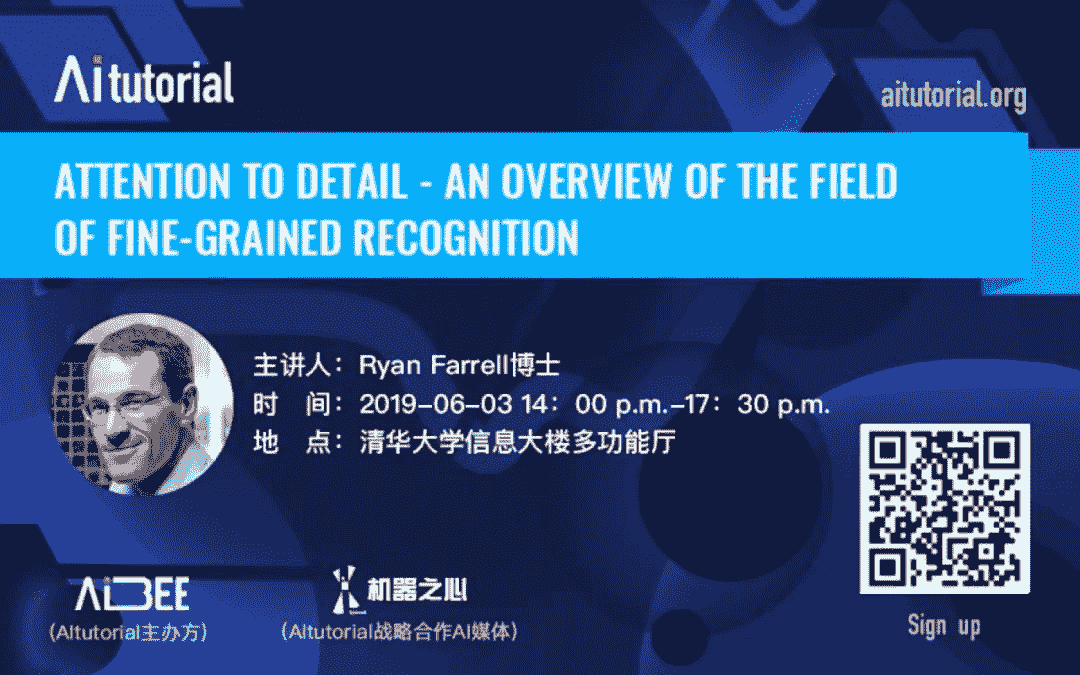 Ai tutorial
aitutorial.org
ATTENTION TO DETAIL - AN OVERVIEW OF THE FIELD
OF FINE-GRAINED RECOGNITION
主讲人：Ryan Farrell博士
时 间：2019-06-03 14：00 p.m.-17：30 p.m.
地 点：清华大学信息大楼多功能厅
AiBEE
(AItutorial主办方)
机器之心
(AItutorial战略合作AI媒体)
Sign up